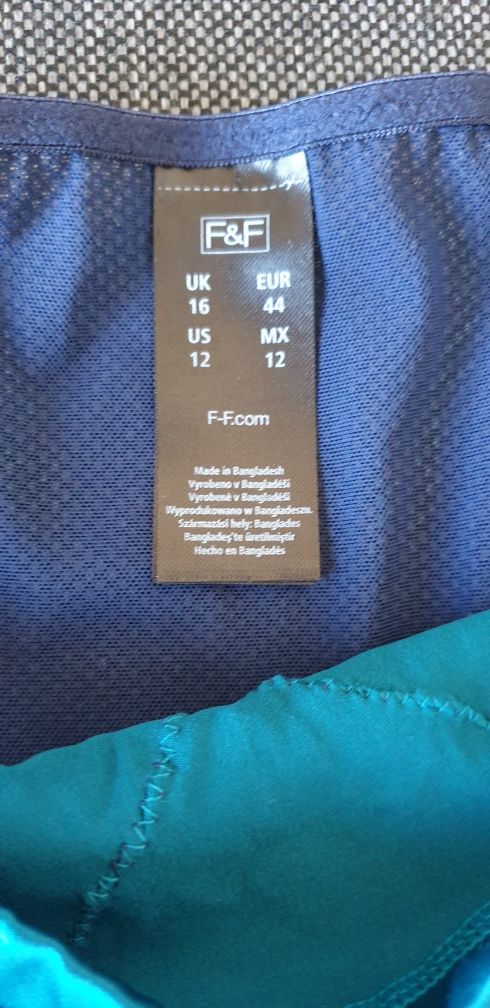 F&F
UK EUR
16 44
US MX
12 12
F-F.com
Made in Bangladesh
Vyrobeno v Bangladéši
Vyrobené v Bangladéši
Wyprodukowano w Bangladeszu.
Származási hely: Banglades
Bangladeş'te üretilmiştir
Hecho en Bangladés